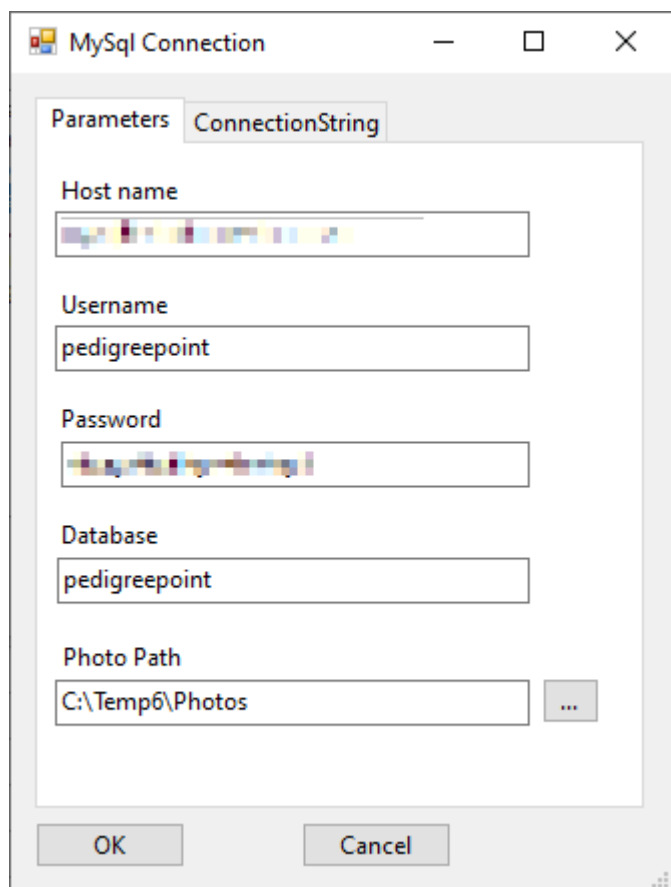 MySql Connection
Parameters ConnectionString
Host name
Username
pedigreepoint
Password
Database
pedigreepoint
Photo Path
C:\Temp6\Photos
...
OK Cancel